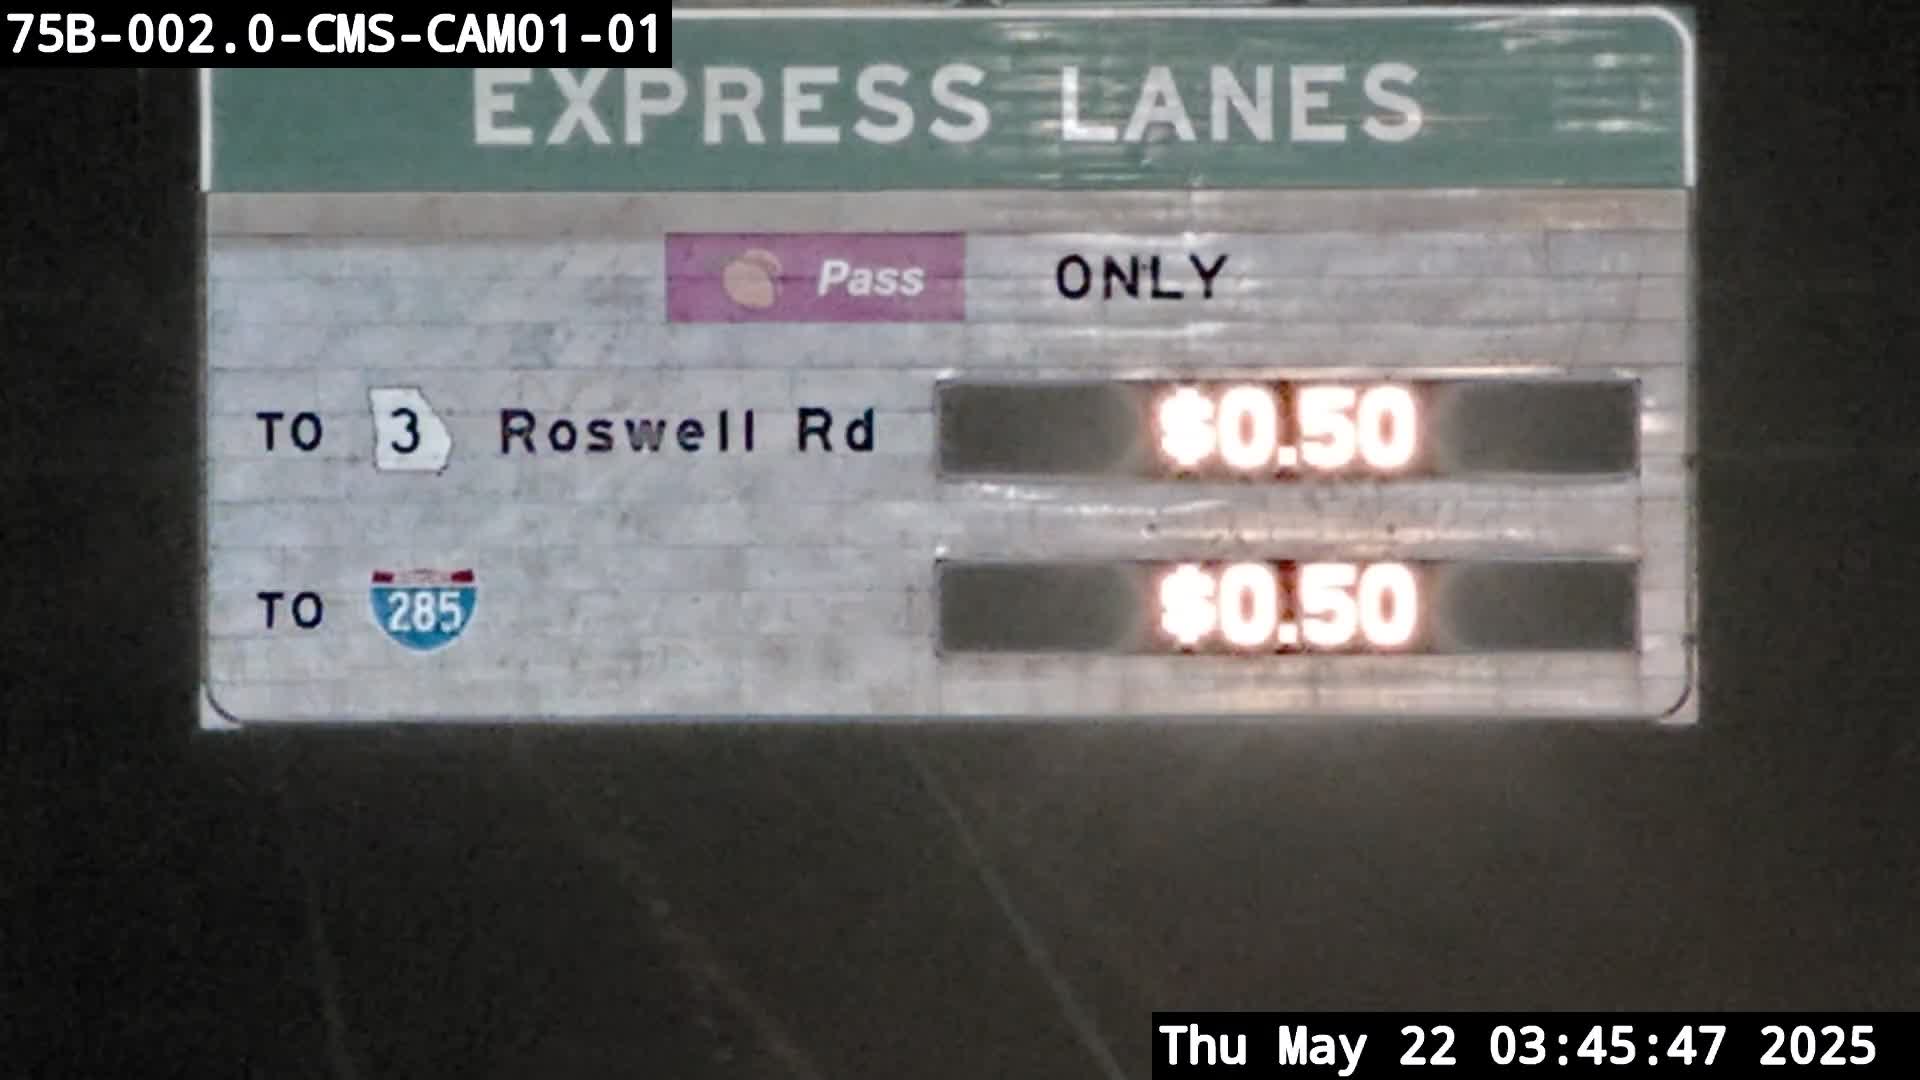 75B-002.0-CMS-CAM01-01
EXPRESS LANES
Pass ONLY
TO 3 Roswell Rd $0.50
TO 285 $0.50
Thu May 22 03:45:47 2025